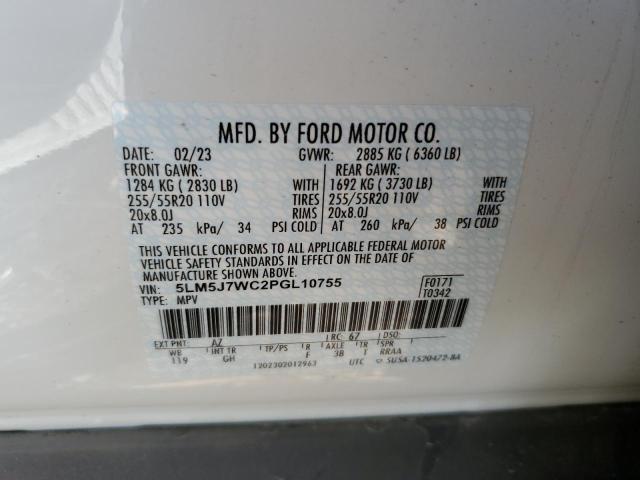 MFD. BY FORD MOTOR CO.
DATE: 02/23 GVWR: 2885 KG ( 6360 LB)
FRONT GAWR: REAR GAWR:
1284 KG ( 2830 LB) WITH 1692 KG ( 3730 LB) WITH
255/55R20 110V TIRES 255/55R20 110V TIRES
20x8.0J RIMS 20x8.0J RIMS
AT 235 kPa/ 34 PSI COLD AT 260 kPa/ 38 PSI COLD
THIS VEHICLE CONFORMS TO ALL APPLICABLE FEDERAL MOTOR
VEHICLE SAFETY STANDARDS IN EFFECT ON THE DATE OF
MANUFACTURE SHOWN ABOVE.
VIN: 5LM5J7WC2PGL10755 F0171
TYPE: MPV T0342
EXT PNT: AZ RC: 67 DSO:
WB INT TR TP/PS R AXLE TR SPR
119 GH F 3B T RRAA
1202302012963 UTC 5USA-1520472-BA